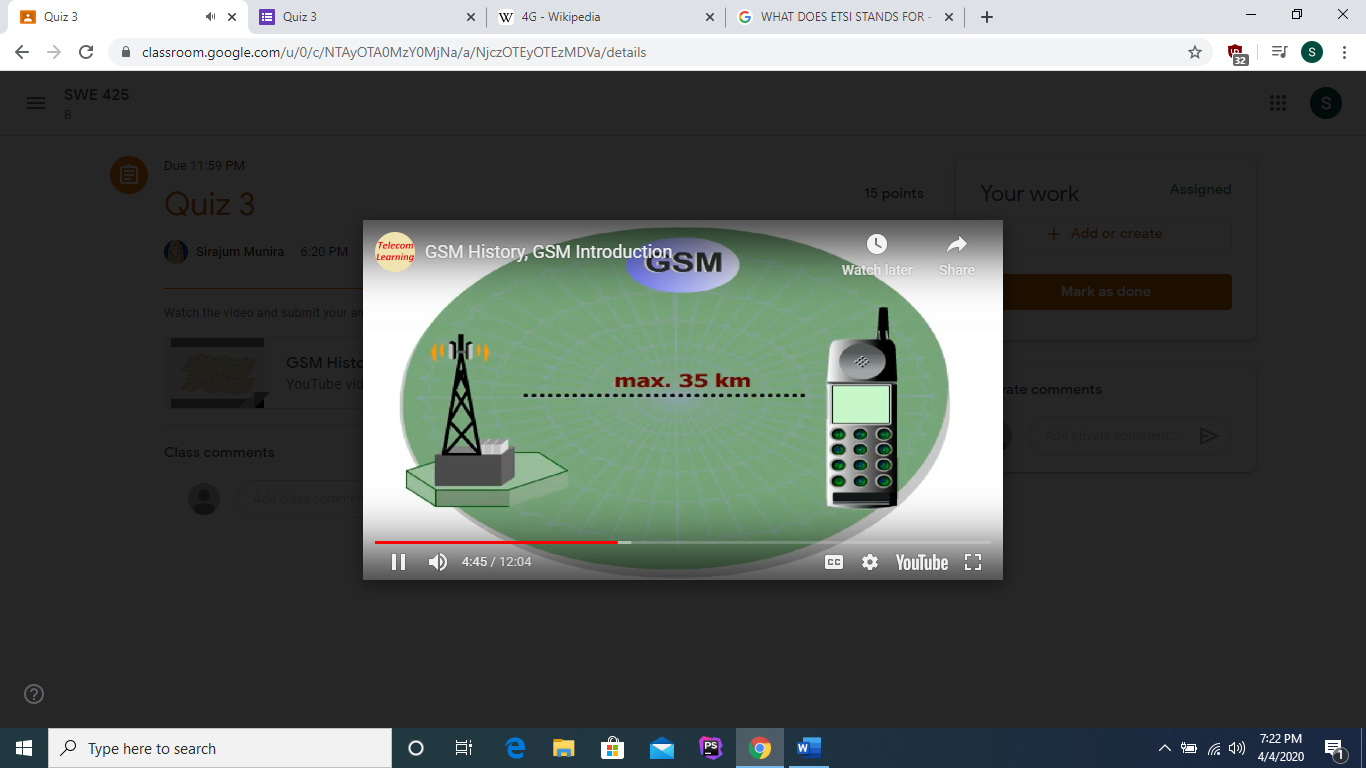 Quiz 3
Quiz 3
4G - Wikipedia
WHAT DOES ETSI STANDS FOR -
classroom.google.com/u/0/c/NTAyOTA0MzY0MjNa/a/NjczOTEyOTEzMDVa/details
32
S
SWE 425
B
S
Due 11:59 PM
Quiz 3
15 points
Sirajum Munira 6:20 PM
Your work
Assigned
+ Add or create
Mark as done
Watch the video and submit your an
GSM Histo
YouTube vid
Class comments
Add class commen
ate comments
Add private comment...
Telecom
Learning
GSM History, GSM Introduction
Watch later
Share
GSM
max. 35 km
4:45 / 12:04
CC
YouTube
Type here to search
PS
W
7:22 PM
4/4/2020
1